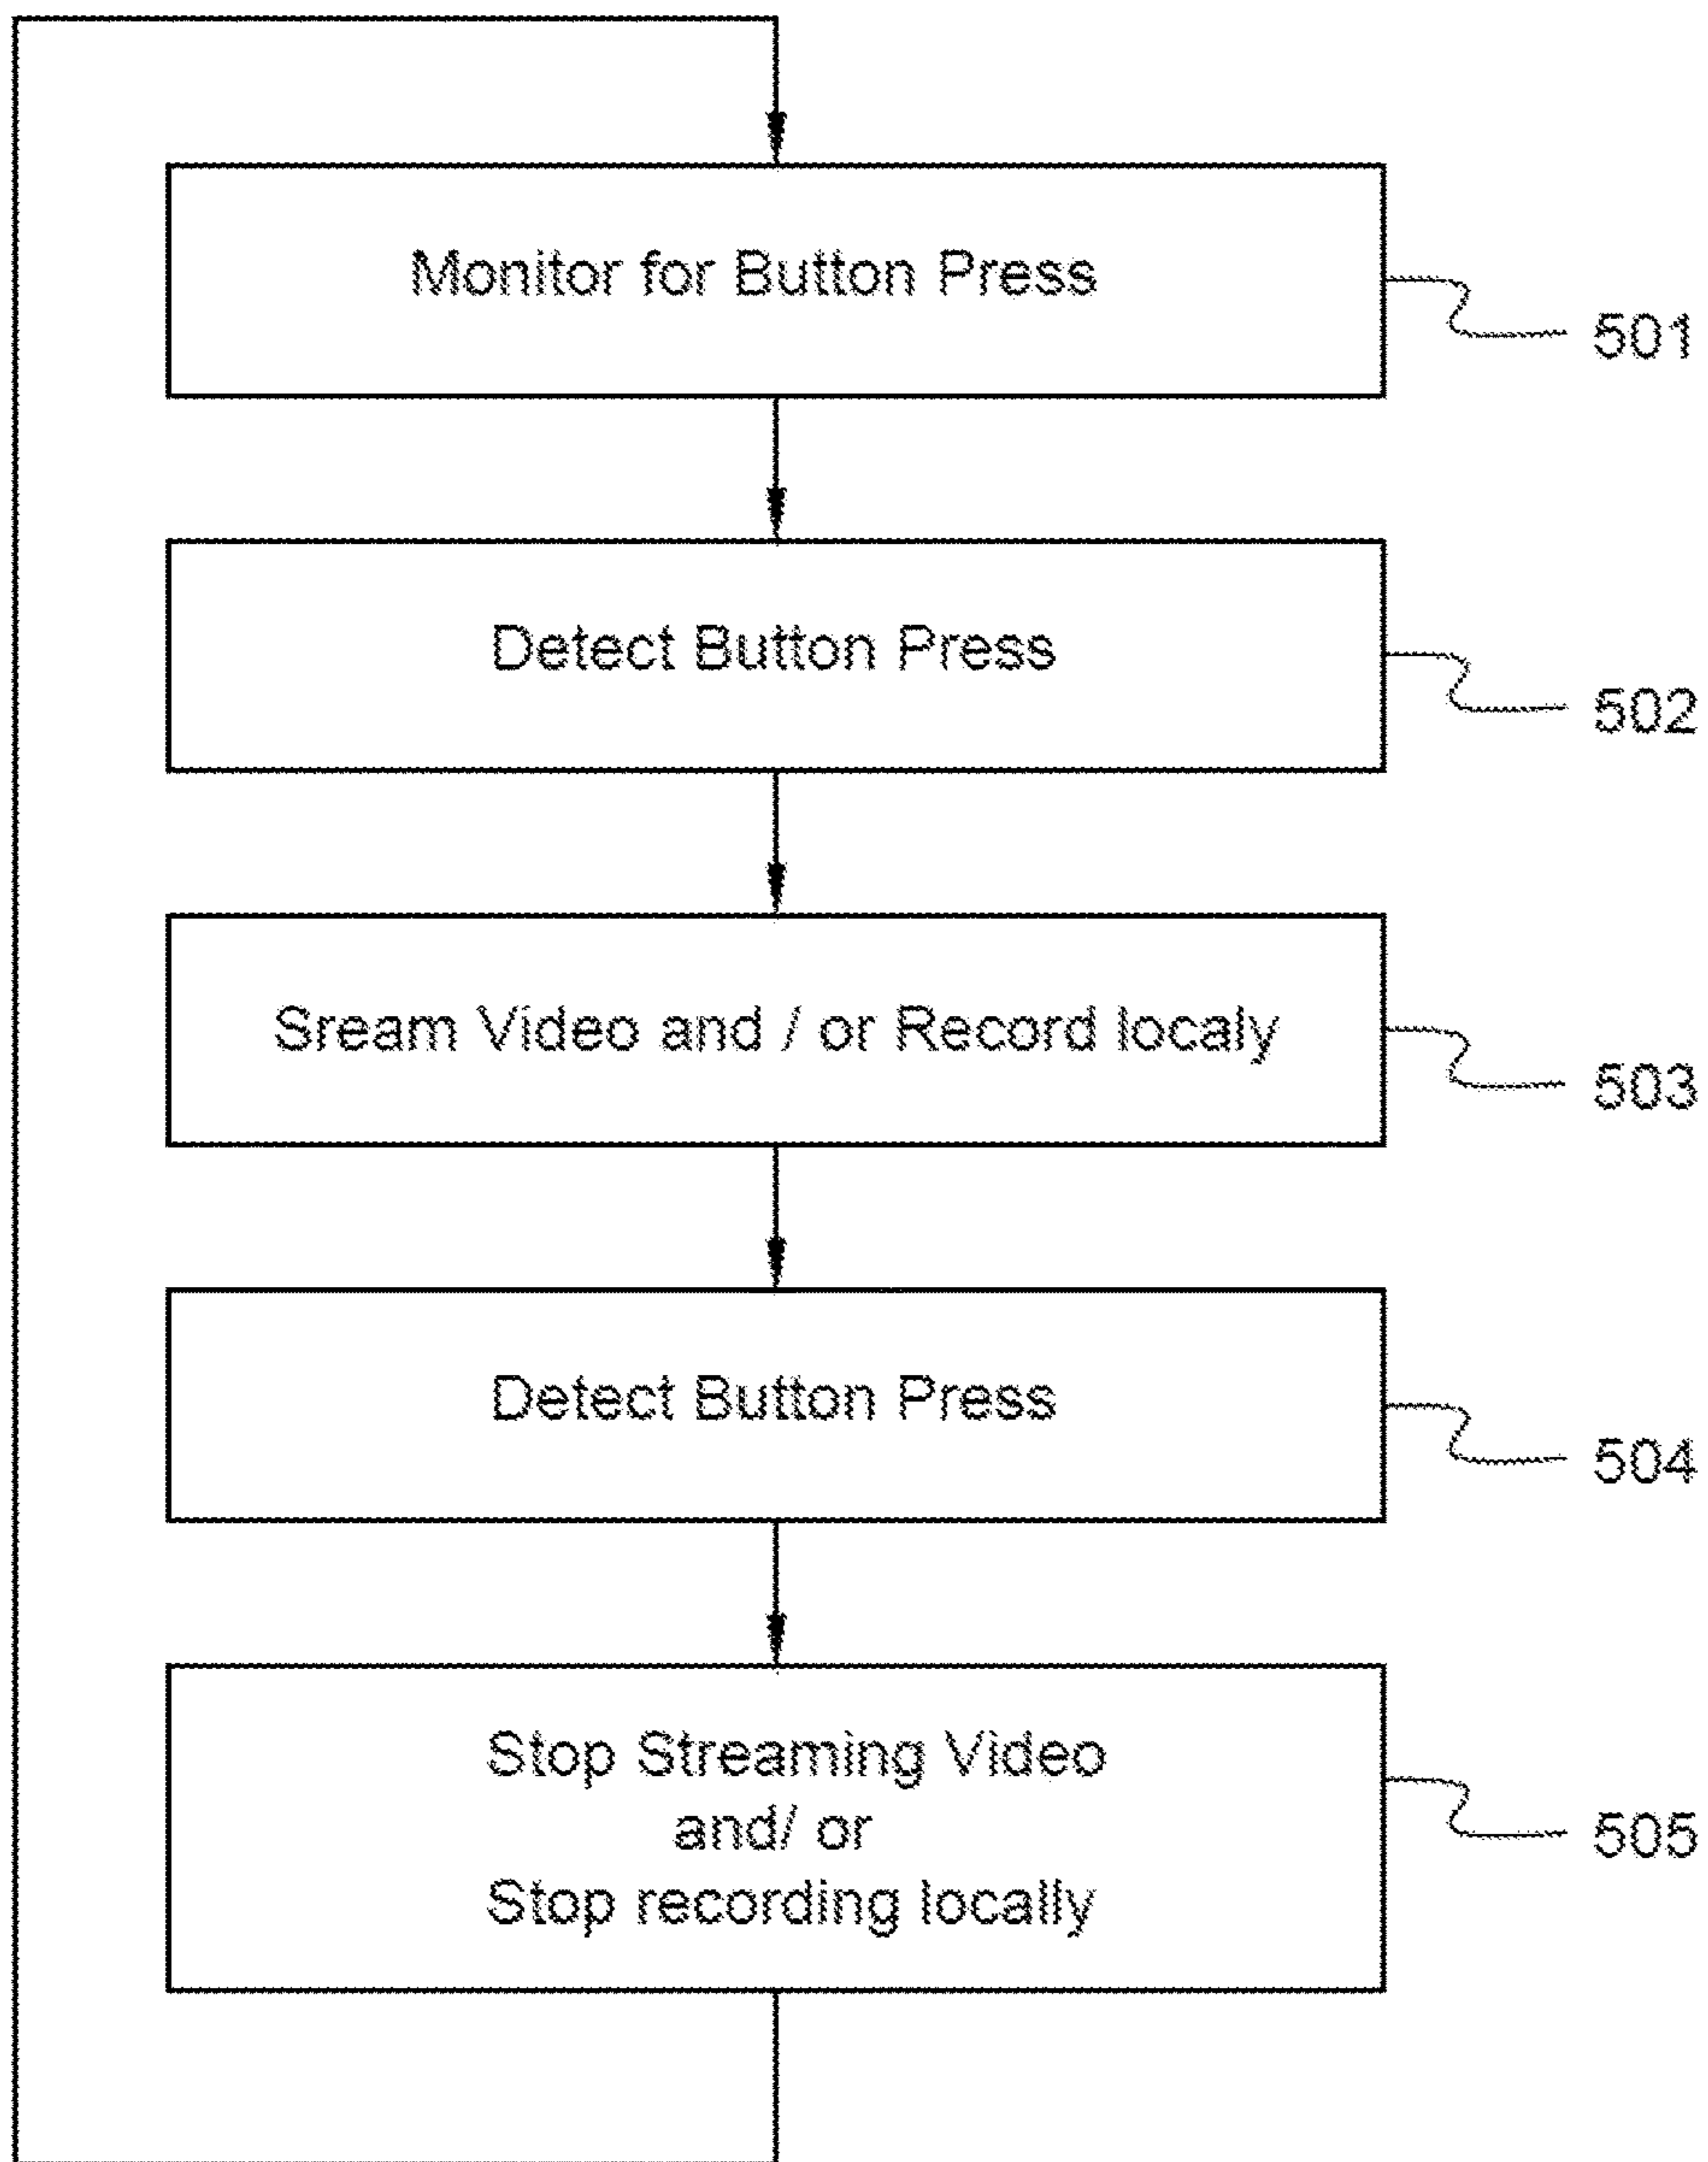 Monitor for Button Press
501
Detect Button Press
502
Sream Video and / or Record localy
503
Detect Button Press
504
Stop Streaming Video
and/ or
Stop recording locally
505